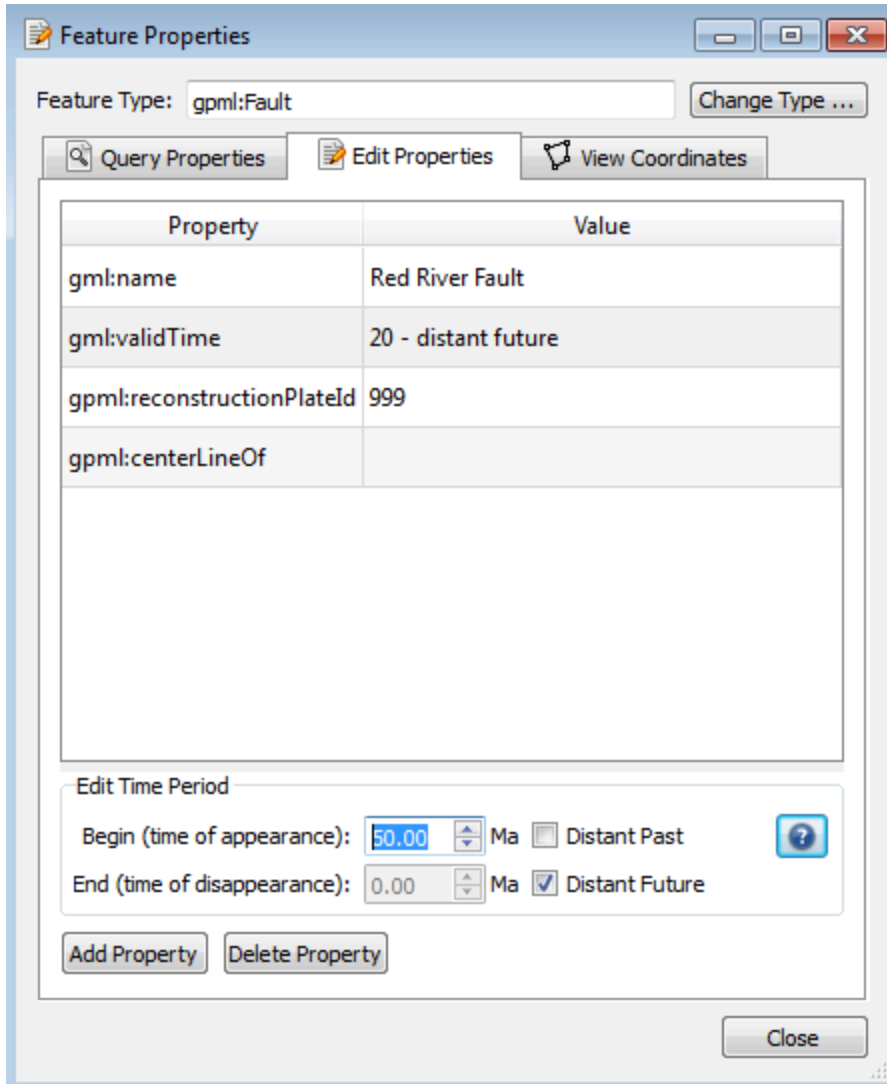 Feature Properties
Feature Type: gpml:Fault Change Type ...
Query Properties Edit Properties View Coordinates
Property Value
gml:name Red River Fault
gml:validTime 20 - distant future
gpml:reconstructionPlateId 999
gpml:centerLineOf
Edit Time Period
Begin (time of appearance): 50.00 Ma Distant Past
End (time of disappearance): 0.00 Ma Distant Future
Add Property Delete Property
Close